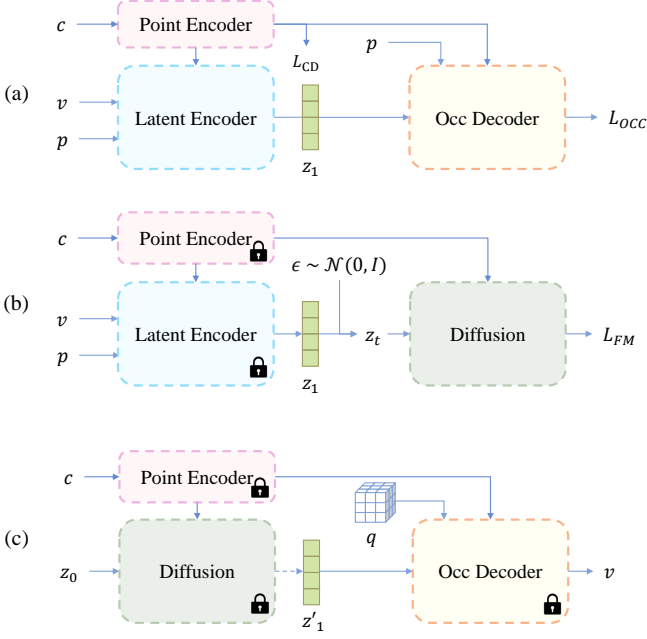 c
Point Encoder
L_CD
p
(a)
v
p
Latent Encoder
z_1
Occ Decoder
L_OCC
c
Point Encoder
ϵ ∼ 𝒩(0, I)
(b)
v
p
Latent Encoder
z_1
z_t
Diffusion
L_FM
c
Point Encoder
q
(c)
z_0
Diffusion
z'_1
Occ Decoder
v